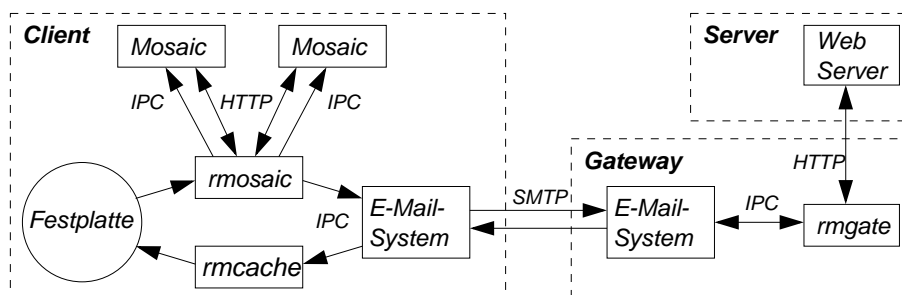 Client
Mosaic
Mosaic
IPC
HTTP
IPC
rmosaic
Festplatte
IPC
E-Mail-
System
rmcache
SMTP
Server
Web
Server
Gateway
HTTP
E-Mail-
System
IPC
rmgate